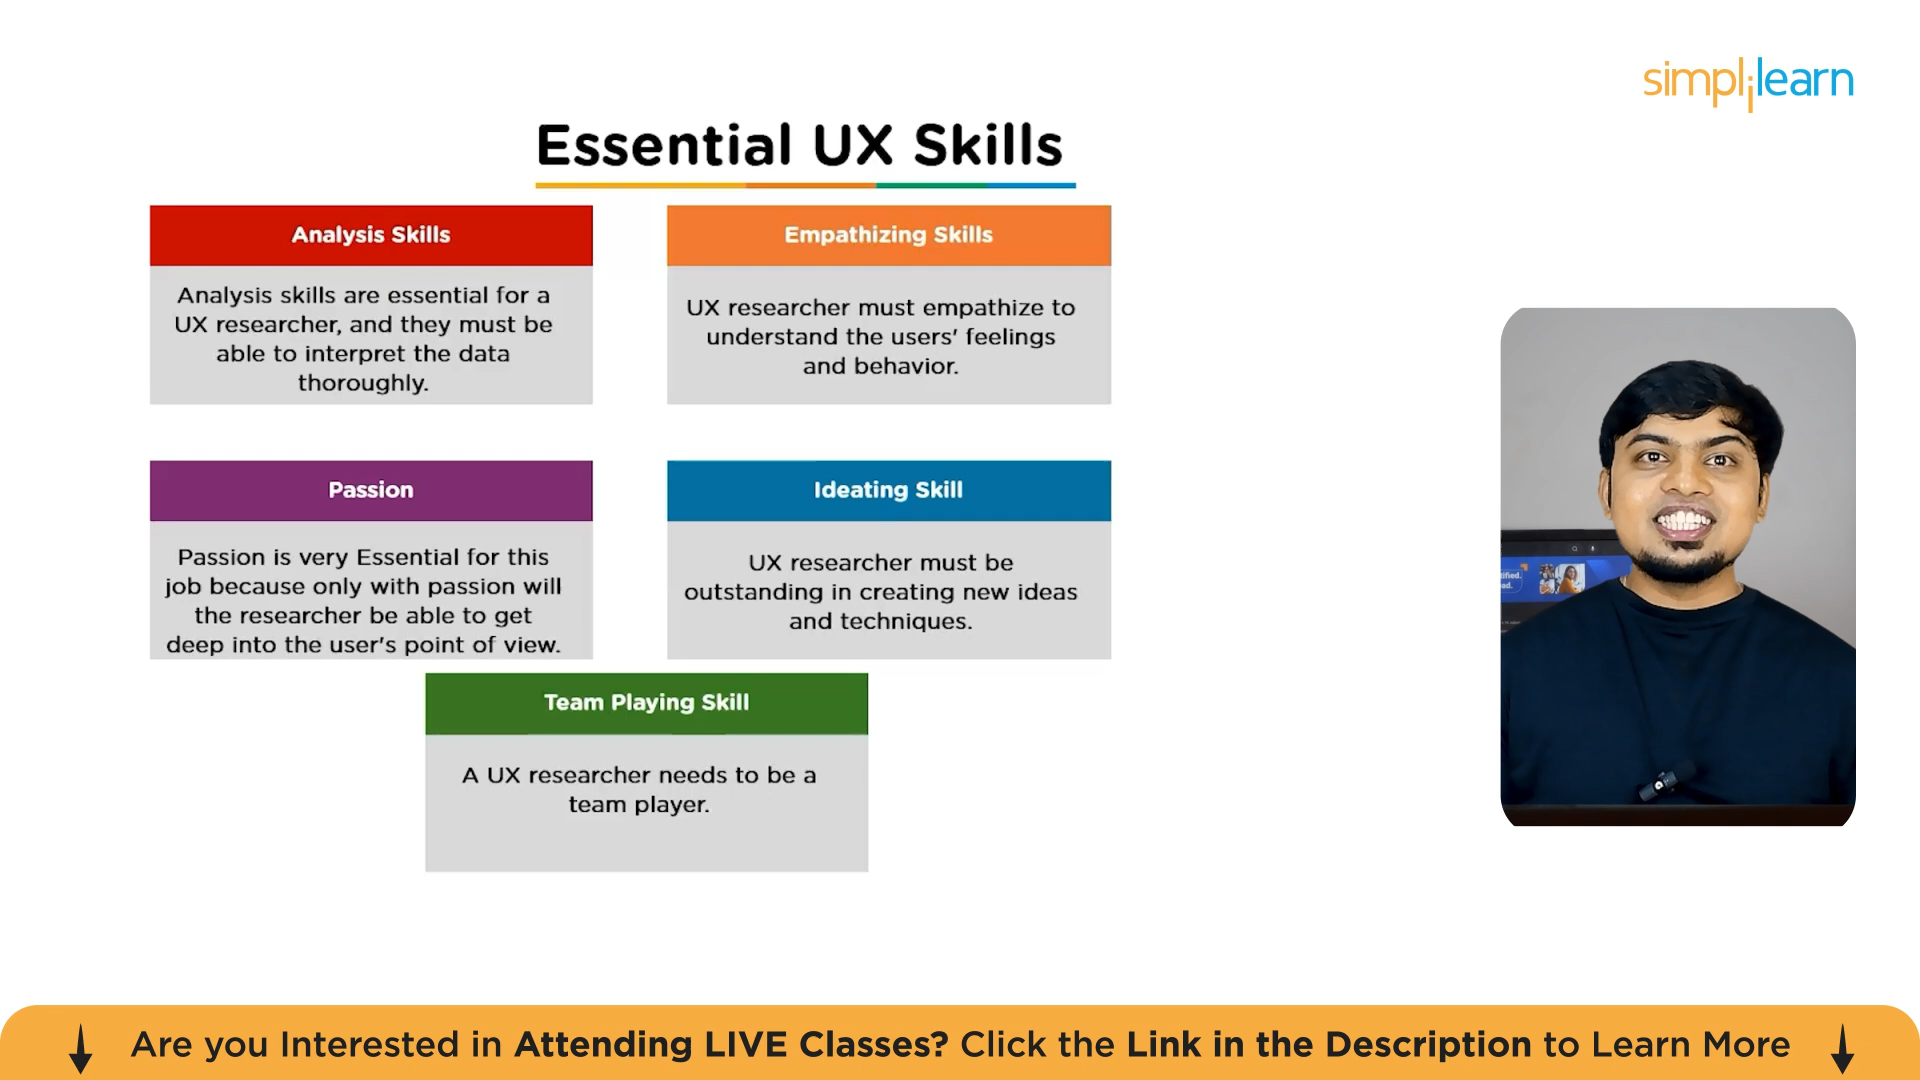 simplilearn
Essential UX Skills
Analysis Skills
Analysis skills are essential for a
UX researcher, and they must be
able to interpret the data
thoroughly.
Empathizing Skills
UX researcher must empathize to
understand the users' feelings
and behavior.
Passion
Passion is very Essential for this
job because only with passion will
the researcher be able to get
deep into the user's point of view.
Ideating Skill
UX researcher must be
outstanding in creating new ideas
and techniques.
Team Playing Skill
A UX researcher needs to be a
team player.
Are you Interested in Attending LIVE Classes? Click the Link in the Description to Learn More